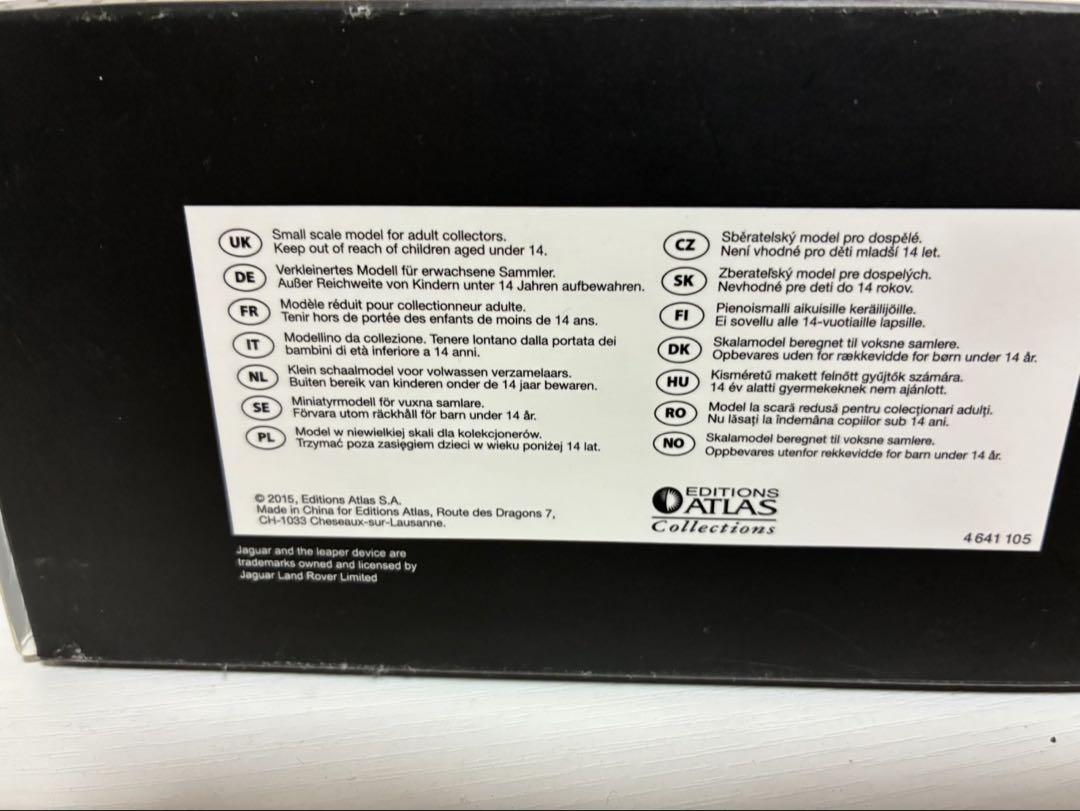 UK
Small scale model for adult collectors.
Keep out of reach of children aged under 14.
DE
Verkleinertes Modell für erwachsene Sammler.
Außer Reichweite von Kindern unter 14 Jahren aufbewahren.
FR
Modèle réduit pour collectionneur adulte.
Tenir hors de portée des enfants de moins de 14 ans.
IT
Modellino da collezione. Tenere lontano dalla portata dei
bambini di età inferiore a 14 anni.
NL
Klein schaalmodel voor volwassen verzamelaars.
Buiten bereik van kinderen onder de 14 jaar bewaren.
SE
Miniatyrmodell för vuxna samlare.
Förvara utom räckhåll för barn under 14 år.
PL
Model w niewielkiej skali dla kolekcjonerów.
Trzymać poza zasięgiem dzieci w wieku poniżej 14 lat.
CZ
Sběratelský model pro dospělé.
Není vhodné pro děti mladší 14 let.
SK
Zberateľský model pre dospelých.
Nevhodné pre deti do 14 rokov.
FI
Pienoismalli aikuisille keräilijöille.
Ei sovellu alle 14-vuotiaille lapsille.
DK
Skalamodel beregnet til voksne samlere.
Opbevares uden for rækkevidde for børn under 14 år.
HU
Kisméretű makett felnőtt gyűjtők számára.
14 év alatti gyermekeknek nem ajánlott.
RO
Model la scară redusă pentru colecționari adulți.
Nu lăsați la îndemâna copiilor sub 14 ani.
NO
Skalamodel beregnet til voksne samlere.
Oppbevares utenfor rekkevidde for barn under 14 år.
© 2015, Editions Atlas S.A.
Made in China for Editions Atlas, Route des Dragons 7,
CH-1033 Cheseaux-sur-Lausanne.
EDITIONS
ATLAS
Collections
4 641 105
Jaguar and the leaper device are
trademarks owned and licensed by
Jaguar Land Rover Limited